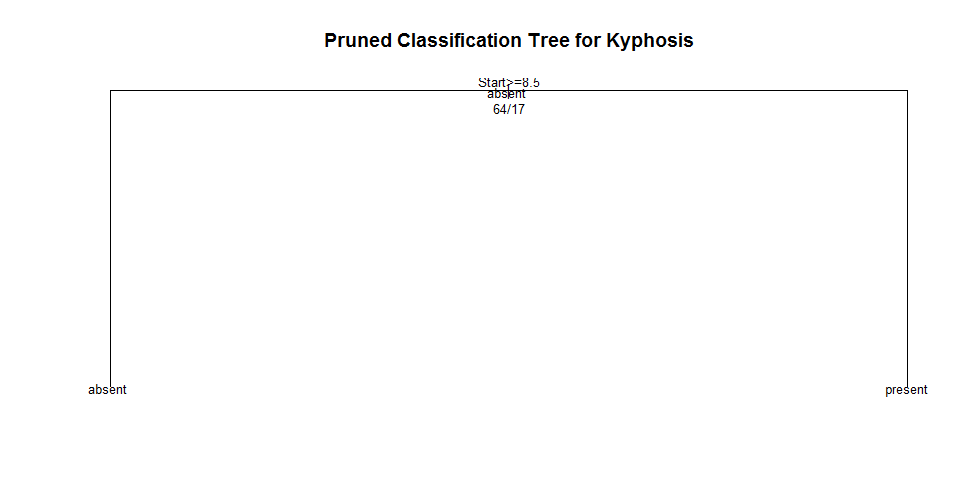 Pruned Classification Tree for Kyphosis
Start>=8.5
absent
64/17
absent
present